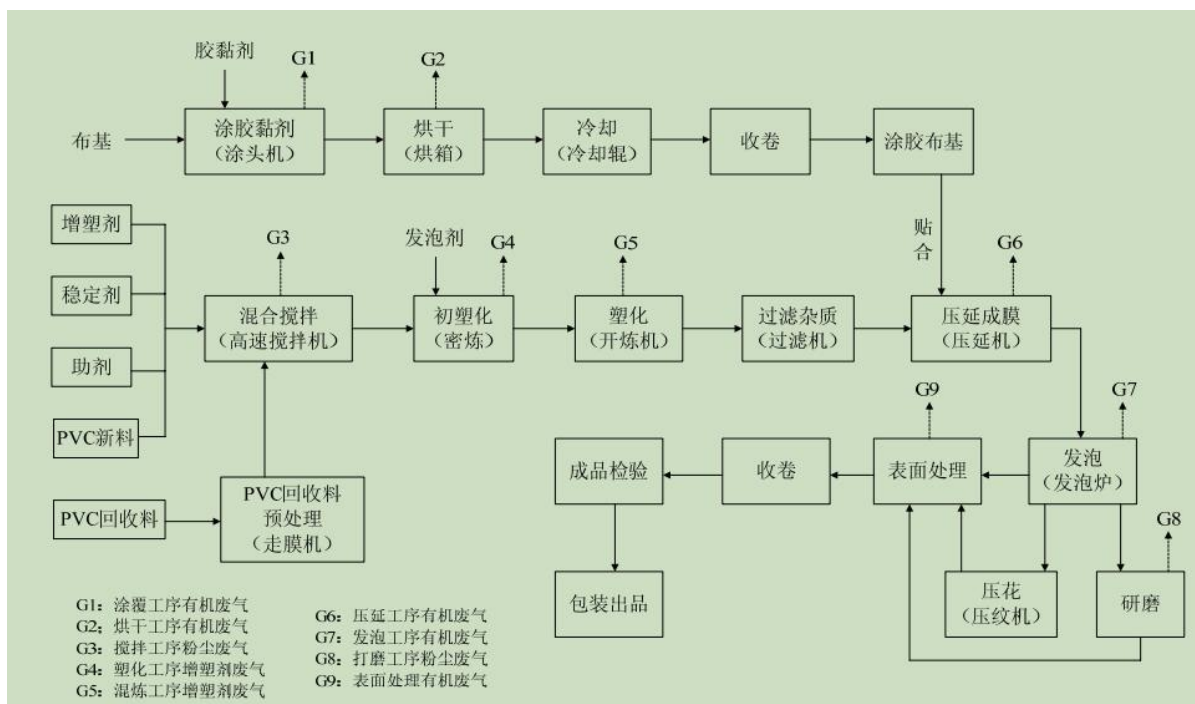 胶黏剂
G1
G2
布基
涂胶黏剂
（涂头机）
烘干
（烘箱）
冷却
（冷却辊）
收卷
涂胶布基
增塑剂
稳定剂
助剂
PVC新料
G3
发泡剂
G4
G5
贴
合
G6
混合搅拌
（高速搅拌机）
初塑化
（密炼）
塑化
（开炼机）
过滤杂质
（过滤机）
压延成膜
（压延机）
G9
G7
成品检验
收卷
表面处理
发泡
（发泡炉）
PVC回收料
PVC回收料
预处理
（走膜机）
G8
包装出品
压花
（压纹机）
研磨
G1：涂覆工序有机废气
G2：烘干工序有机废气
G3：搅拌工序粉尘废气
G4：塑化工序增塑剂废气
G5：混炼工序增塑剂废气
G6：压延工序有机废气
G7：发泡工序有机废气
G8：打磨工序粉尘废气
G9：表面处理有机废气